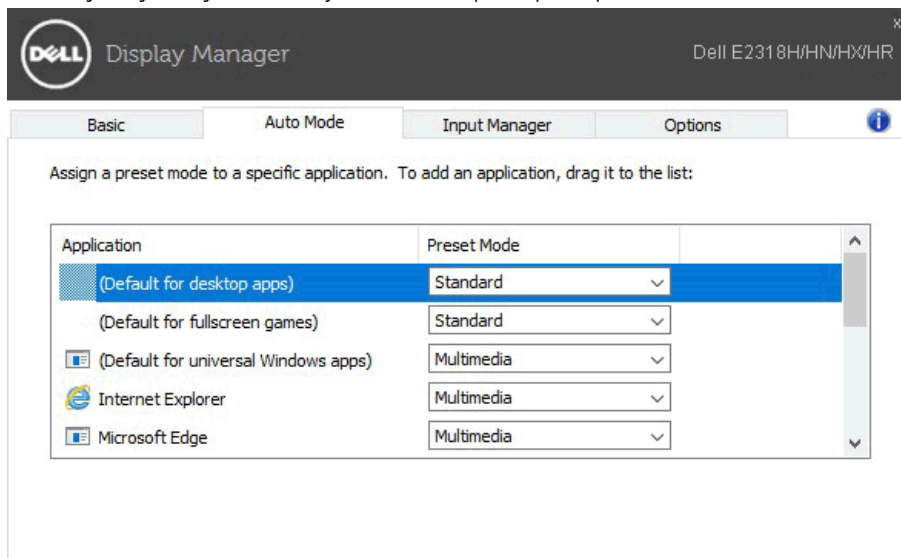 x
DELL Display Manager Dell E2318H/HN/HX/HR
Basic Auto Mode Input Manager Options
Assign a preset mode to a specific application. To add an application, drag it to the list:
Application Preset Mode
(Default for desktop apps) Standard
(Default for fullscreen games) Standard
(Default for universal Windows apps) Multimedia
Internet Explorer Multimedia
Microsoft Edge Multimedia